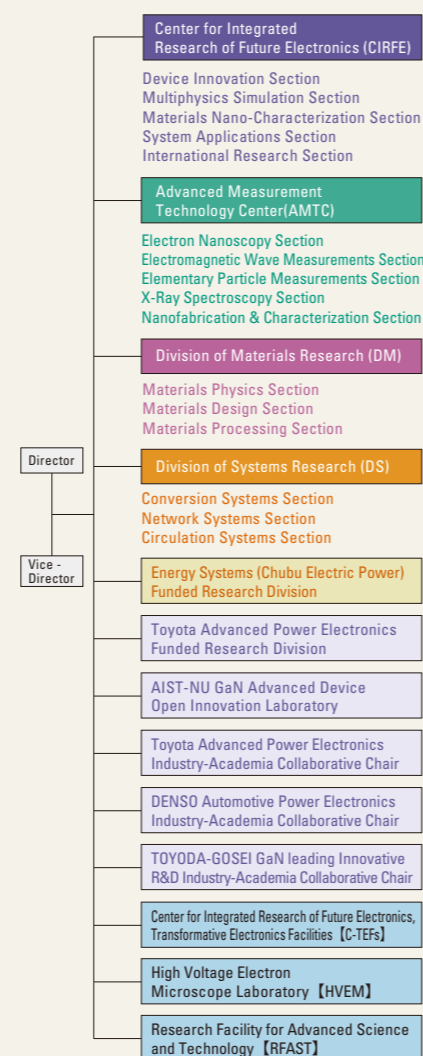 Center for Integrated
Research of Future Electronics (CIRFE)
Device Innovation Section
Multiphysics Simulation Section
Materials Nano-Characterization Section
System Applications Section
International Research Section
Advanced Measurement
Technology Center(AMTC)
Electron Nanoscopy Section
Electromagnetic Wave Measurements Section
Elementary Particle Measurements Section
X-Ray Spectroscopy Section
Nanofabrication & Characterization Section
Division of Materials Research (DM)
Materials Physics Section
Materials Design Section
Materials Processing Section
Director
Vice -
Director
Division of Systems Research (DS)
Conversion Systems Section
Network Systems Section
Circulation Systems Section
Energy Systems (Chubu Electric Power)
Funded Research Division
Toyota Advanced Power Electronics
Funded Research Division
AIST-NU GaN Advanced Device
Open Innovation Laboratory
Toyota Advanced Power Electronics
Industry-Academia Collaborative Chair
DENSO Automotive Power Electronics
Industry-Academia Collaborative Chair
TOYODA-GOSEI GaN leading Innovative
R&D Industry-Academia Collaborative Chair
Center for Integrated Research of Future Electronics,
Transformative Electronics Facilities【C-TEFs】
High Voltage Electron
Microscope Laboratory【HVEM】
Research Facility for Advanced Science
and Technology【RFAST】